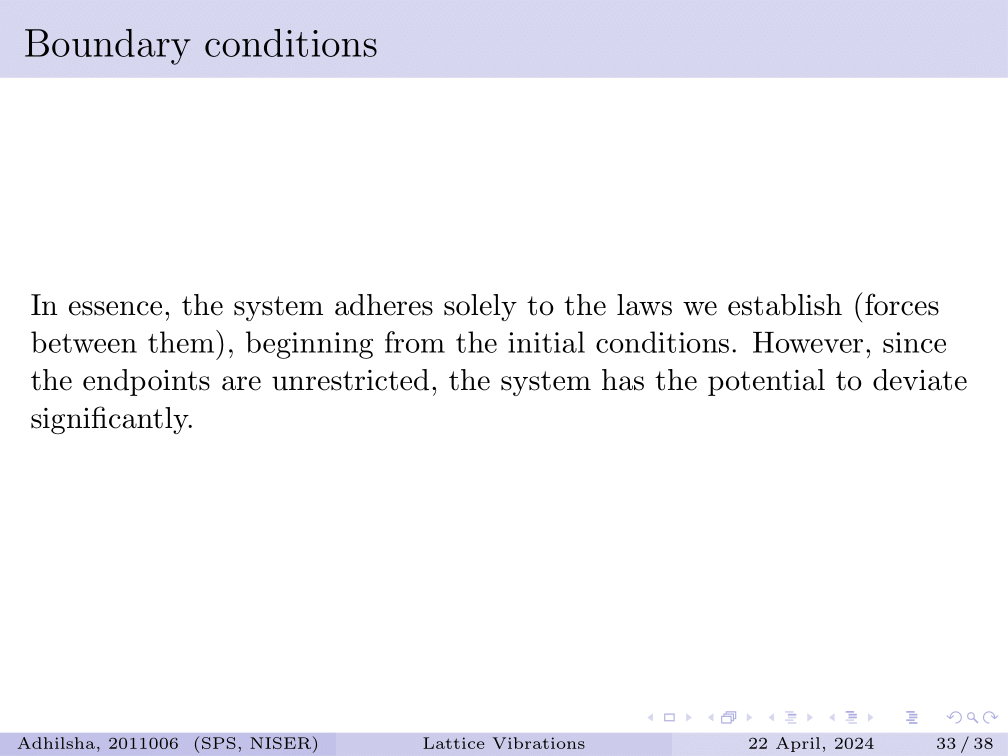 Boundary conditions
In essence, the system adheres solely to the laws we establish (forces
between them), beginning from the initial conditions. However, since
the endpoints are unrestricted, the system has the potential to deviate
significantly.
Adhilsha, 2011006 (SPS, NISER) Lattice Vibrations 22 April, 2024 33 / 38